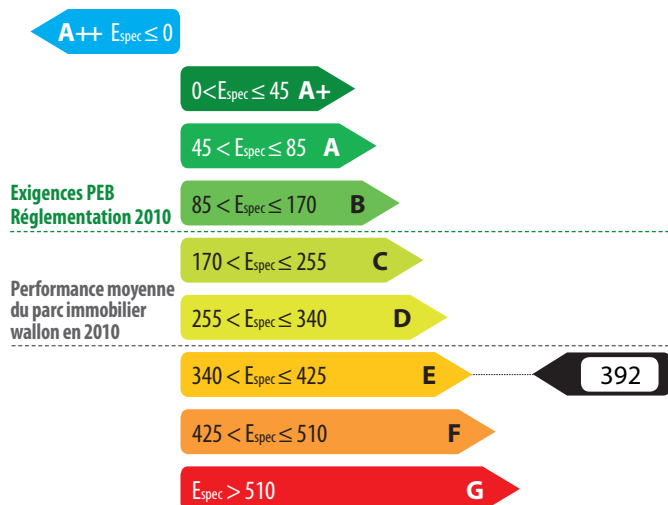 A++ Espec ≤ 0
0<Espec ≤ 45 A+
45 < Espec ≤ 85 A
Exigences PEB
Réglementation 2010
85 < Espec ≤ 170 B
170 < Espec ≤ 255 C
Performance moyenne
du parc immobilier
wallon en 2010
255 < Espec ≤ 340 D
340 < Espec ≤ 425 E
392
425 < Espec ≤ 510 F
Espec > 510 G